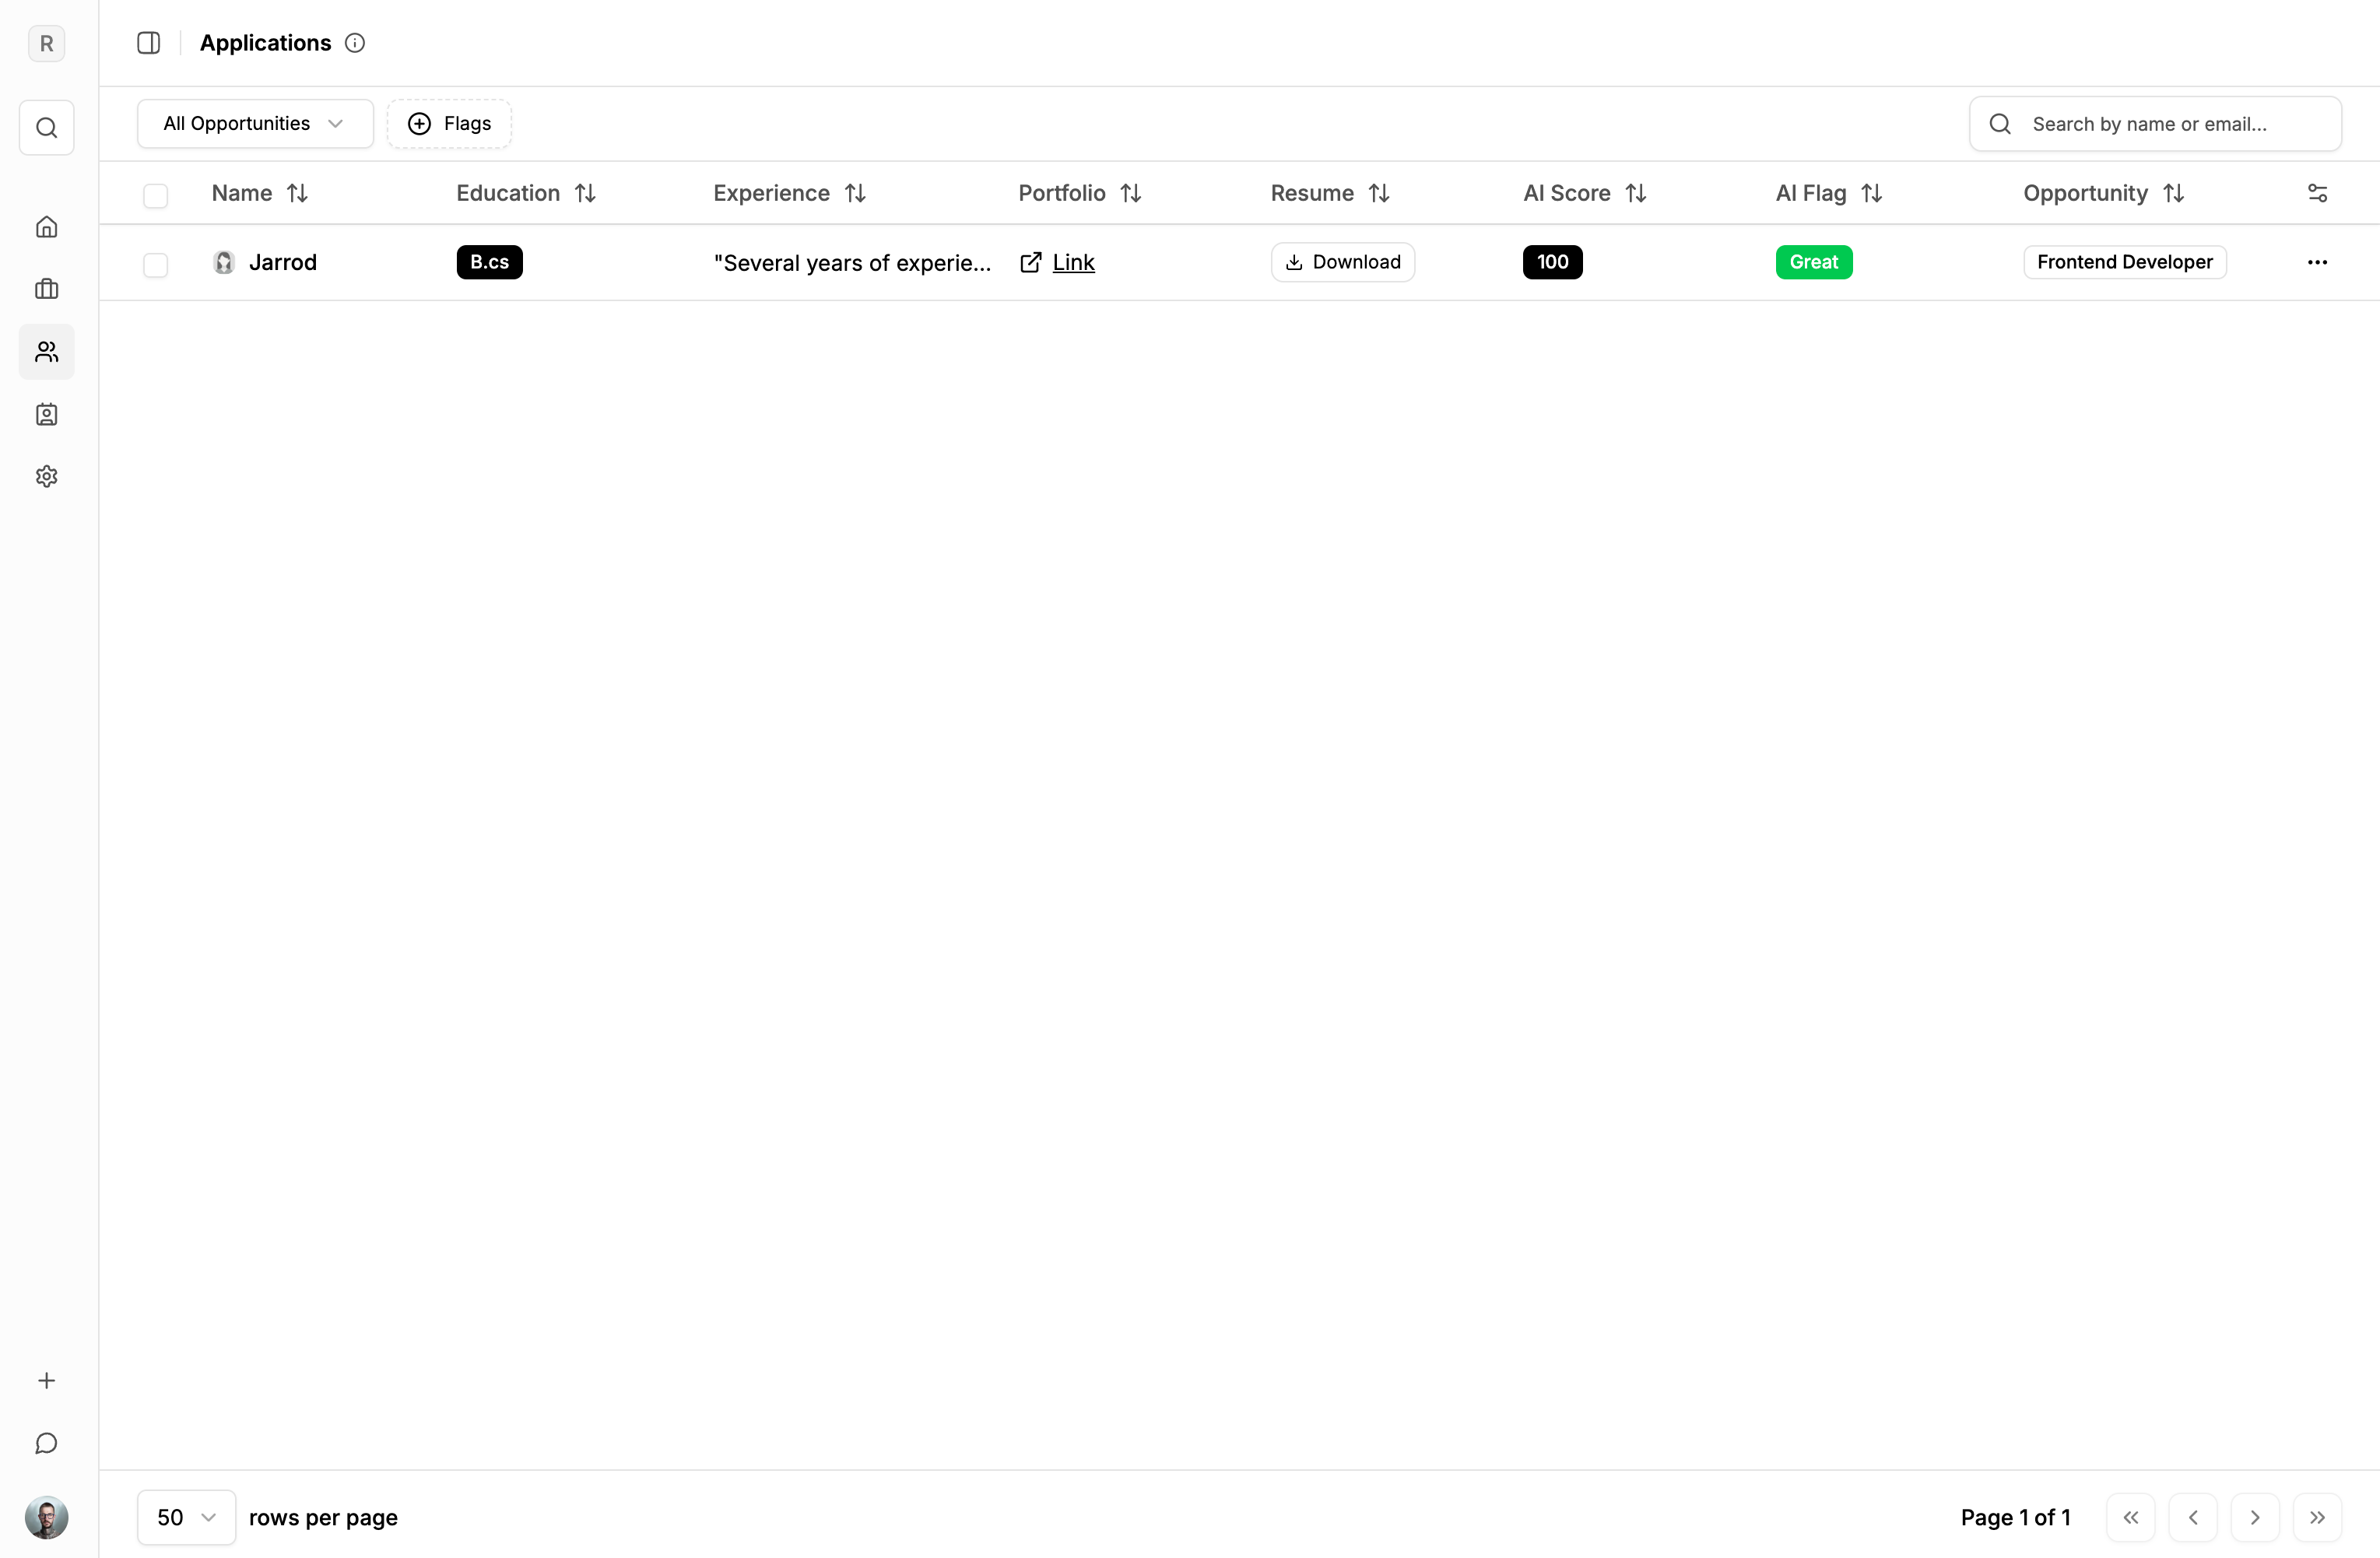 R
Applications
All Opportunities
Flags
Search by name or email...
Name
Education
Experience
Portfolio
Resume
AI Score
AI Flag
Opportunity
Jarrod
B.cs
"Several years of experie...
Link
Download
100
Great
Frontend Developer
50
rows per page
Page 1 of 1